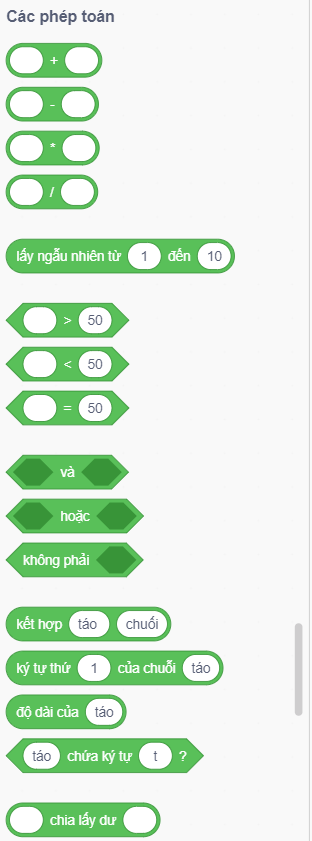 Các phép toán
+
-
*
/
lấy ngẫu nhiên từ 1 đến 10
> 50
< 50
= 50
và
hoặc
không phải
kết hợp táo chuối
ký tự thứ 1 của chuỗi táo
độ dài của táo
táo chứa ký tự t ?
chia lấy dư